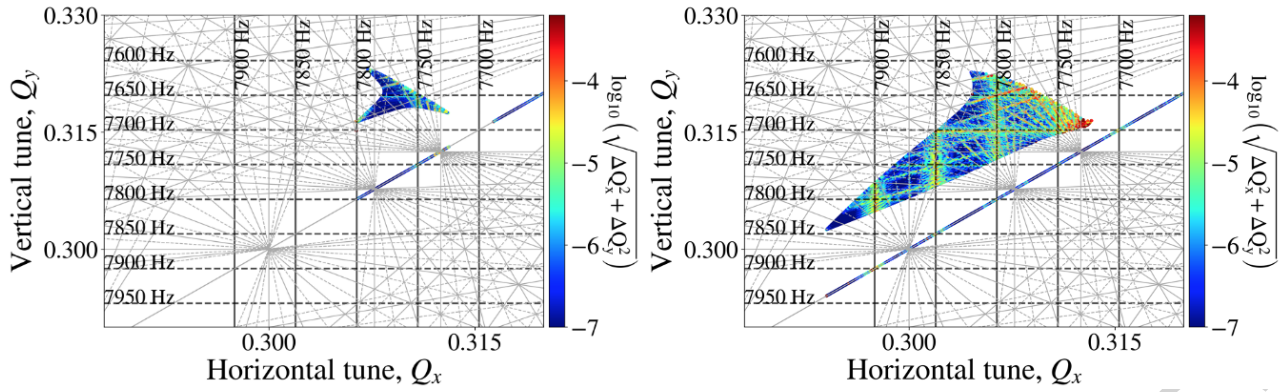 0.330
0.315
0.300
Vertical tune, Q_y
7600 Hz
7650 Hz
7700 Hz
7750 Hz
7800 Hz
7850 Hz
7900 Hz
7950 Hz
7900 Hz
7850 Hz
7800 Hz
7750 Hz
7700 Hz
0.300
0.315
Horizontal tune, Q_x
−4
−5
−6
−7
log₁₀(√ΔQ_x² + ΔQ_y²)
0.330
0.315
0.300
Vertical tune, Q_y
7600 Hz
7650 Hz
7700 Hz
7750 Hz
7800 Hz
7850 Hz
7900 Hz
7950 Hz
7900 Hz
7850 Hz
7800 Hz
7750 Hz
7700 Hz
0.300
0.315
Horizontal tune, Q_x
−4
−5
−6
−7
log₁₀(√ΔQ_x² + ΔQ_y²)